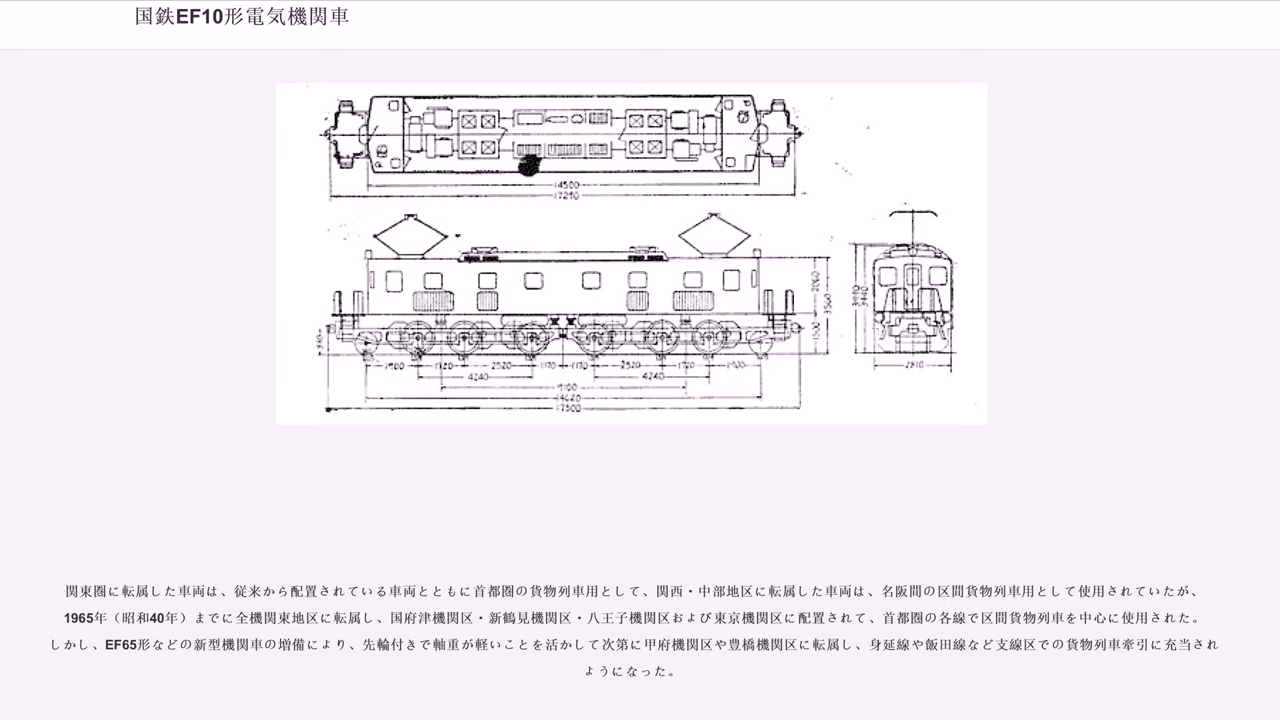 国鉄EF10形電気機関車
14500
17250
2060
3560
1500
2810
1170 1170
2520 2520
4240 4240
17500
関東圏に転属した車両は、従来から配置されている車両とともに首都圏の貨物列車用として、関西・中部地区に転属した車両は、名阪間の区間貨物列車用として使用されていたが、
1965年（昭和40年）までに全機関東地区に転属し、国府津機関区・新鶴見機関区・八王子機関区および東京機関区に配置されて、首都圏の各線で区間貨物列車を中心に使用された。
しかし、EF65形などの新型機関車の増備により、先輪付きで軸重が軽いことを活かして次第に甲府機関区や豊橋機関区に転属し、身延線や飯田線など支線区での貨物列車牽引に充当され
ようになった。